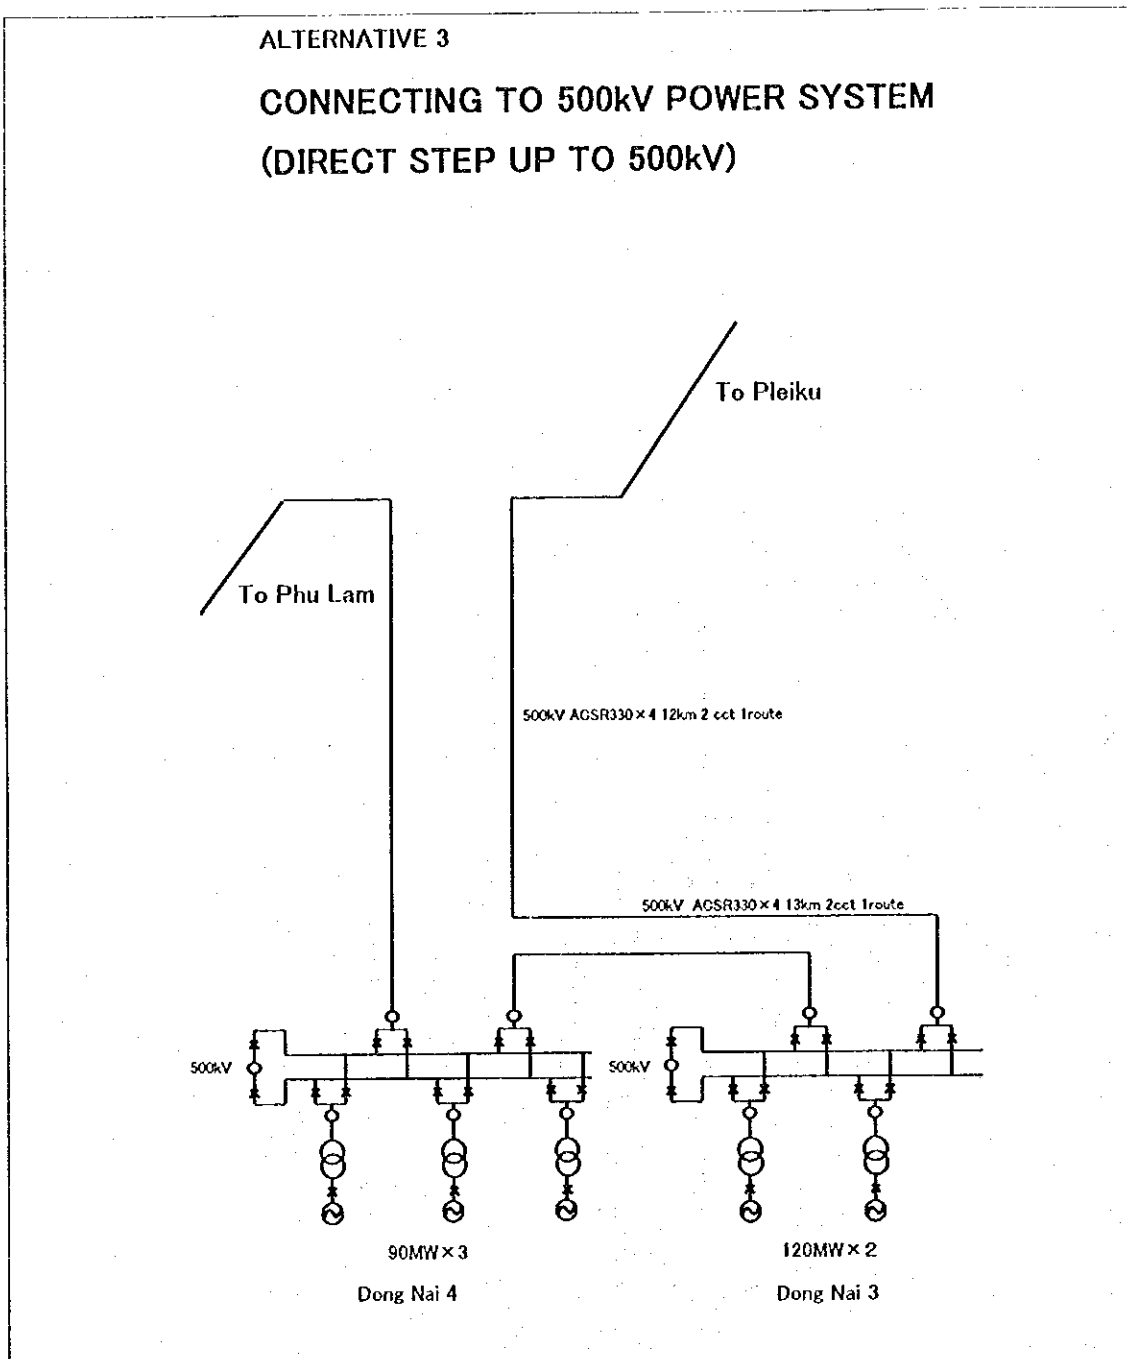 ALTERNATIVE 3
CONNECTING TO 500kV POWER SYSTEM
(DIRECT STEP UP TO 500kV)
To Pleiku
To Phu Lam
500kV ACSR330×4 12km 2 cct 1route
500kV ACSR330×4 13km 2cct 1route
500kV
500kV
90MW×3
120MW×2
Dong Nai 4
Dong Nai 3